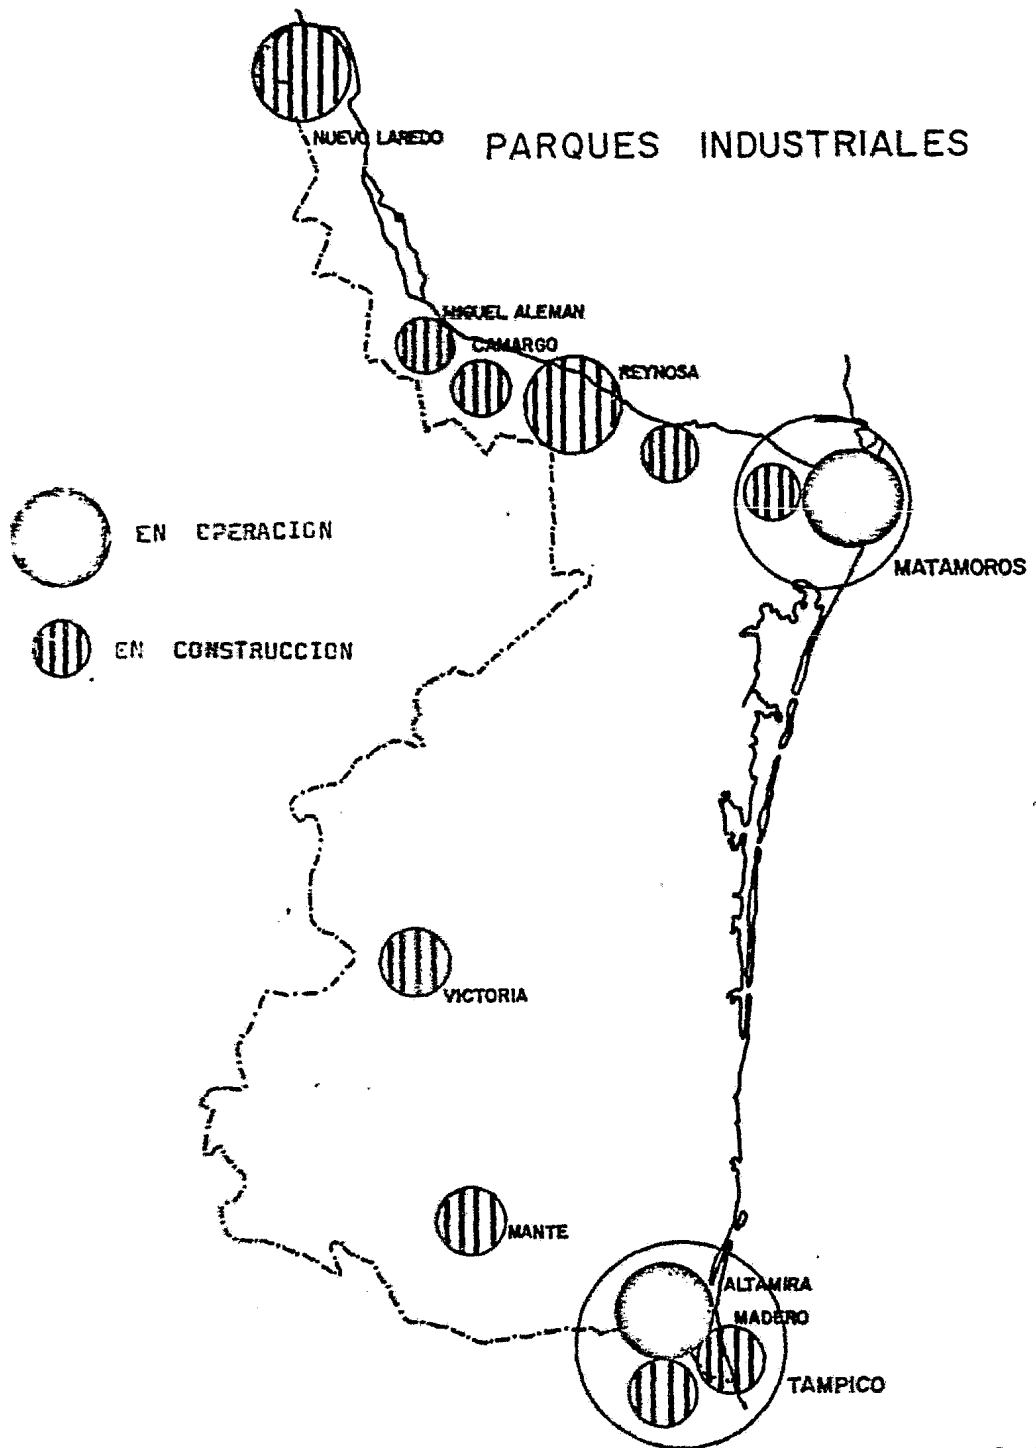 NUEVO LAREDO
PARQUES INDUSTRIALES
MIGUEL ALEMAN
CAMARGO
REYNOSA
EN OPERACION
MATAMOROS
EN CONSTRUCCION
VICTORIA
MANTE
ALTAMIRA
MADERO
TAMPICO